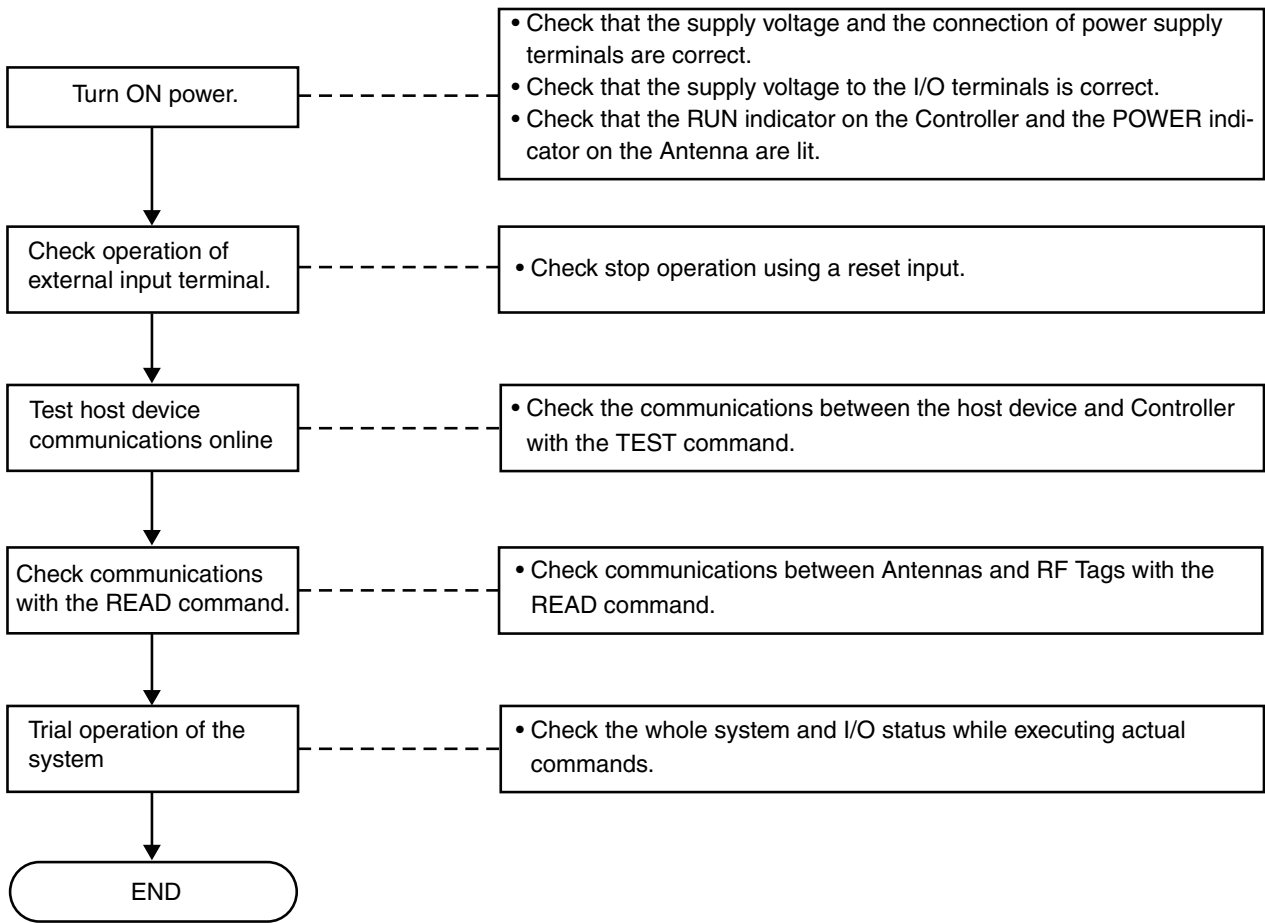 Turn ON power.
• Check that the supply voltage and the connection of power supply
terminals are correct.
• Check that the supply voltage to the I/O terminals is correct.
• Check that the RUN indicator on the Controller and the POWER indi-
cator on the Antenna are lit.
Check operation of
external input terminal.
• Check stop operation using a reset input.
Test host device
communications online
• Check the communications between the host device and Controller
with the TEST command.
Check communications
with the READ command.
• Check communications between Antennas and RF Tags with the
READ command.
Trial operation of the
system
• Check the whole system and I/O status while executing actual
commands.
END